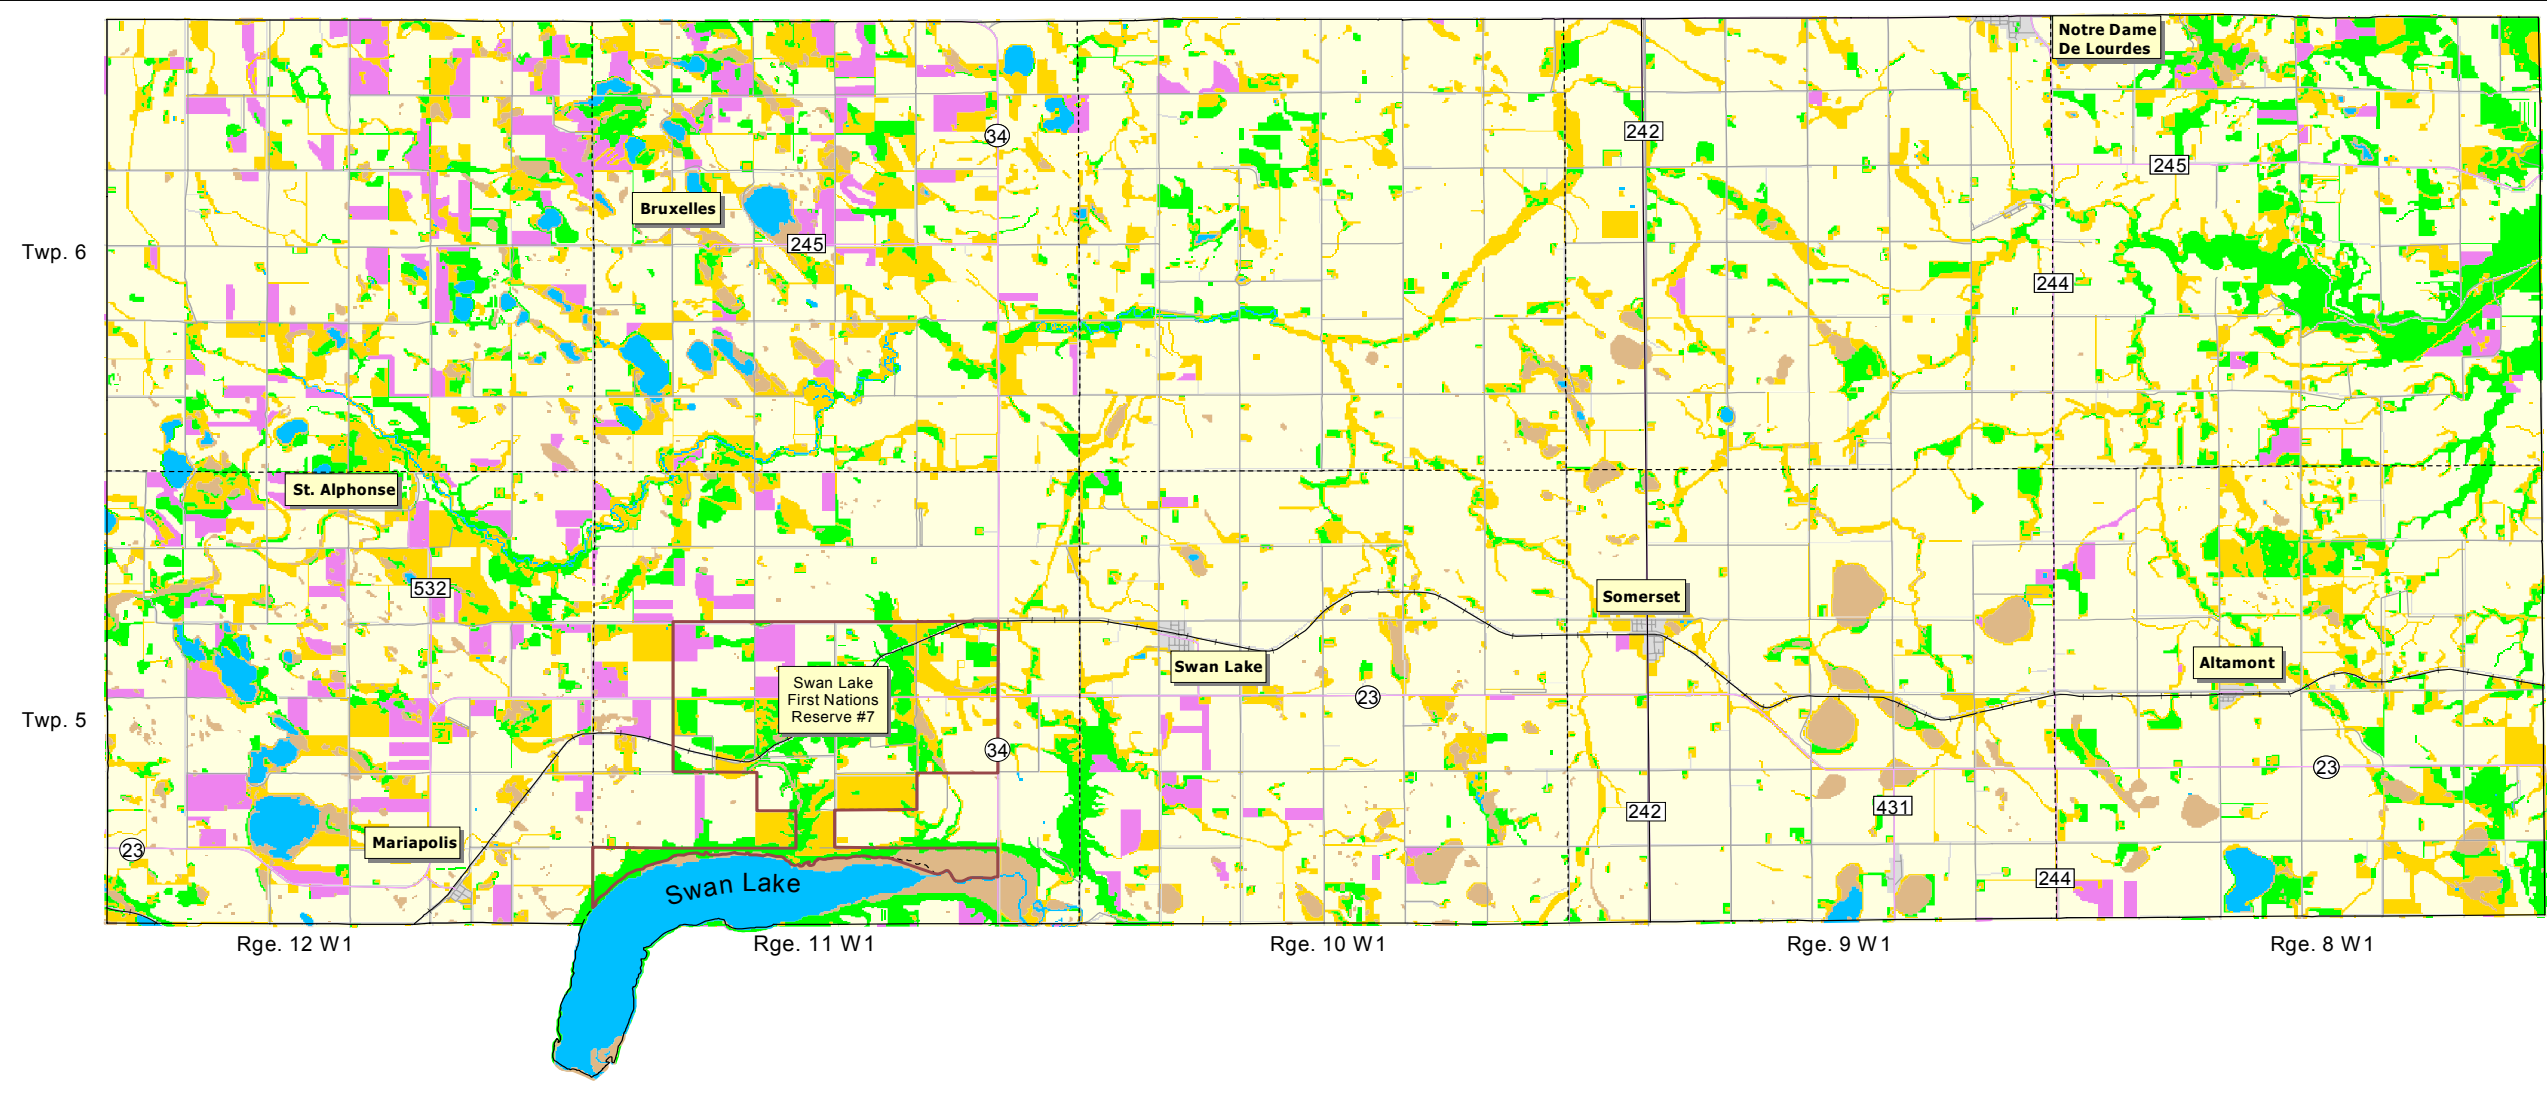 Notre Dame
De Lourdes
34
242
245
Bruxelles
245
Twp. 6
244
St. Alphonse
532
Somerset
Swan Lake
Altamont
Swan Lake
First Nations
Reserve #7
23
Twp. 5
34
23
431
242
Mariapolis
23
244
Swan Lake
Rge. 12 W1
Rge. 11 W1
Rge. 10 W1
Rge. 9 W1
Rge. 8 W1